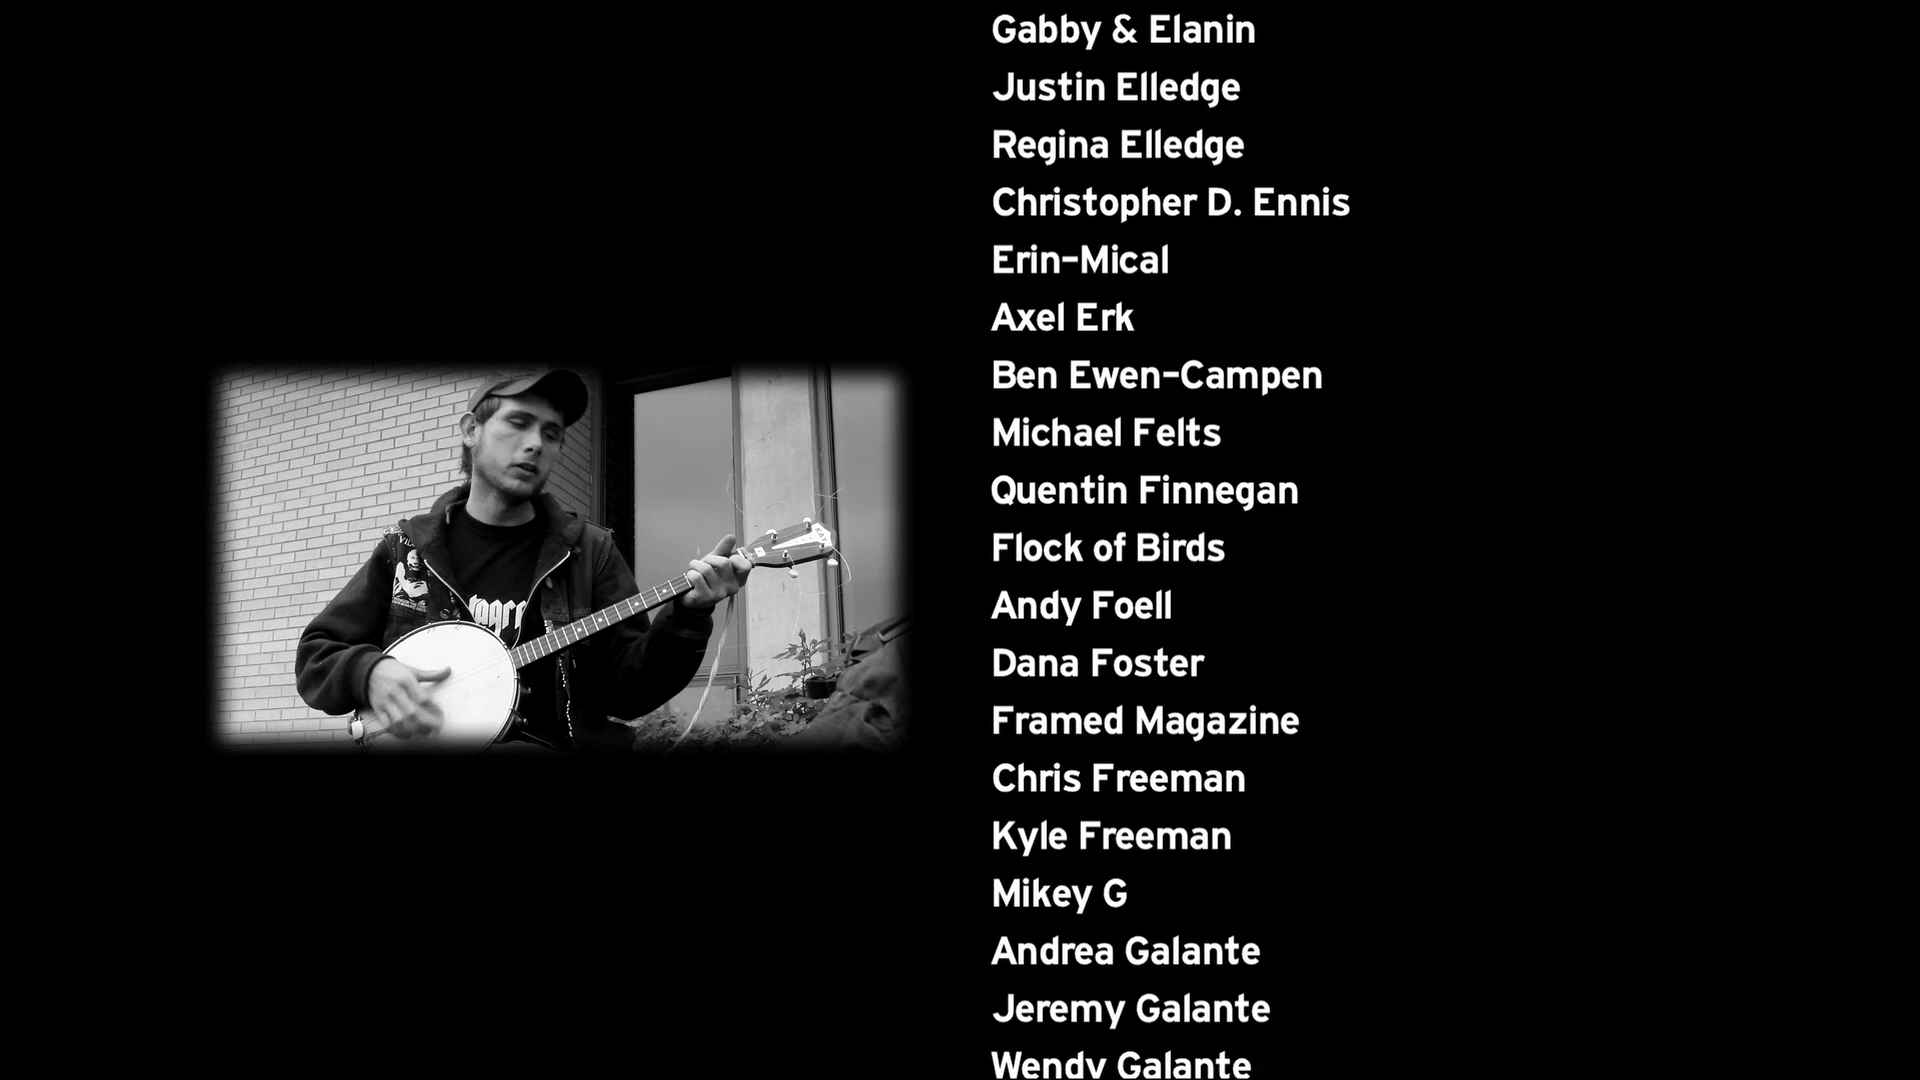 Gabby & Elanin
Justin Elledge
Regina Elledge
Christopher D. Ennis
Erin-Mical
Axel Erk
Ben Ewen-Campen
Michael Felts
Quentin Finnegan
Flock of Birds
Andy Foell
Dana Foster
Framed Magazine
Chris Freeman
Kyle Freeman
Mikey G
Andrea Galante
Jeremy Galante
Wendy Galante